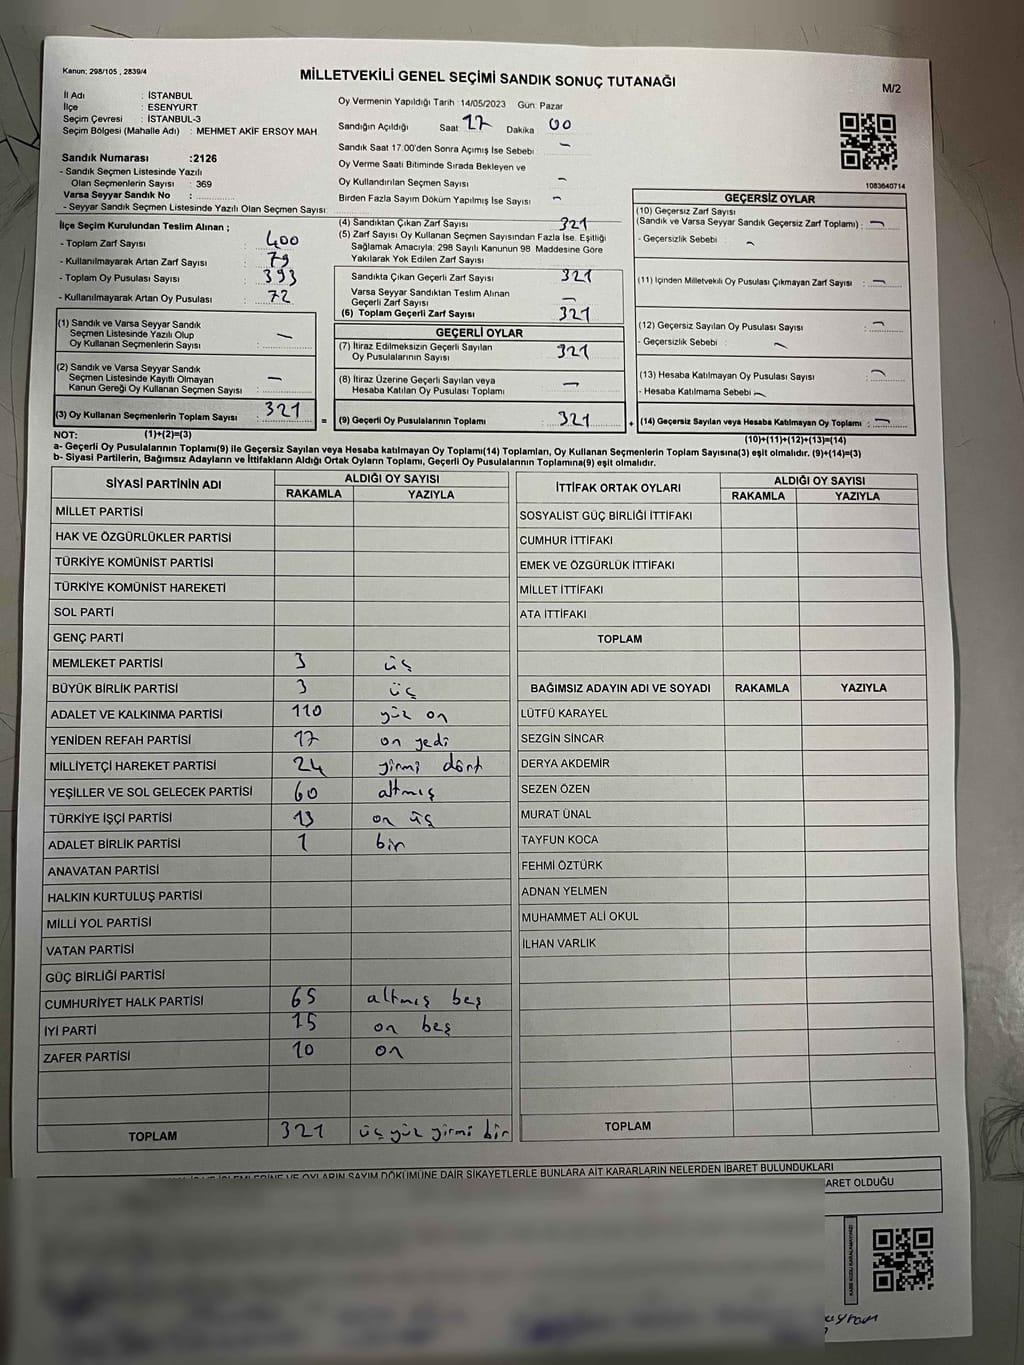 Kanun; 298/105 , 2839/4
MİLLETVEKİLİ GENEL SEÇİMİ SANDIK SONUÇ TUTANAĞI
M/2
İl Adı : İSTANBUL
İlçe : ESENYURT
Seçim Çevresi : İSTANBUL-3
Seçim Bölgesi (Mahalle Adı) : MEHMET AKİF ERSOY MAH.
Sandık Numarası :2126
- Sandık Seçmen Listesinde Yazılı
Olan Seçmenlerin Sayısı : 369
Varsa Seyyar Sandık No :
- Seyyar Sandık Seçmen Listesinde Yazılı Olan Seçmen Sayısı:
Oy Vermenin Yapıldığı Tarih :14/05/2023 Gün: Pazar
Sandığın Açıldığı Saat 17 Dakika 00
Sandık Saat 17.00'den Sonra Açımış İse Sebebi –
Oy Verme Saati Bitiminde Sırada Bekleyen ve
Oy Kullandırılan Seçmen Sayısı –
Birden Fazla Sayım Döküm Yapılmış İse Sayısı –
1083640714
İlçe Seçim Kurulundan Teslim Alınan ;
- Toplam Zarf Sayısı : 400
- Kullanılmayarak Artan Zarf Sayısı : 79
- Toplam Oy Pusulası Sayısı : 393
- Kullanılmayarak Artan Oy Pusulası : 72
(1) Sandık ve Varsa Seyyar Sandık
Seçmen Listesinde Yazılı Olup
Oy Kullanan Seçmenlerin Sayısı : –
(2) Sandık ve Varsa Seyyar Sandık
Seçmen Listesinde Kayıtlı Olmayan
Kanun Gereği Oy Kullanan Seçmen Sayısı : –
(3) Oy Kullanan Seçmenlerin Toplam Sayısı : 321
(1)+(2)=(3)
(4) Sandıktan Çıkan Zarf Sayısı 321
(5) Zarf Sayısı Oy Kullanan Seçmen Sayısından Fazla İse, Eşitliği
Sağlamak Amacıyla; 298 Sayılı Kanunun 98. Maddesine Göre
Yakılarak Yok Edilen Zarf Sayısı
Sandıkta Çıkan Geçerli Zarf Sayısı 321
Varsa Seyyar Sandıktan Teslim Alınan
Geçerli Zarf Sayısı –
(6) Toplam Geçerli Zarf Sayısı 321
GEÇERLİ OYLAR
(7) İtiraz Edilmeksizin Geçerli Sayılan
Oy Pusulalarının Sayısı 321
(8) İtiraz Üzerine Geçerli Sayılan veya
Hesaba Katılan Oy Pusulası Toplamı –
= (9) Geçerli Oy Pusulalarının Toplamı 321
GEÇERSİZ OYLAR
(10) Geçersiz Zarf Sayısı
(Sandık ve Varsa Seyyar Sandık Geçersiz Zarf Toplamı) : –
- Geçersizlik Sebebi : –
(11) İçinden Milletvekili Oy Pusulası Çıkmayan Zarf Sayısı : –
(12) Geçersiz Sayılan Oy Pusulası Sayısı : –
- Geçersizlik Sebebi : –
(13) Hesaba Katılmayan Oy Pusulası Sayısı : –
- Hesaba Katılmama Sebebi –
+ (14) Geçersiz Sayılan veya Hesaba Katılmayan Oy Toplamı : –
(10)+(11)+(12)+(13)=(14)
NOT:
a- Geçerli Oy Pusulalarının Toplamı(9) ile Geçersiz Sayılan veya Hesaba katılmayan Oy Toplamı(14) Toplamları, Oy Kullanan Seçmenlerin Toplam Sayısına(3) eşit olmalıdır. (9)+(14)=(3)
b- Siyasi Partilerin, Bağımsız Adayların ve İttifakların Aldığı Ortak Oyların Toplamı, Geçerli Oy Pusulalarının Toplamına(9) eşit olmalıdır.
SİYASİ PARTİNİN ADI ALDIĞI OY SAYISI
RAKAMLA YAZIYLA
MİLLET PARTİSİ
HAK VE ÖZGÜRLÜKLER PARTİSİ
TÜRKİYE KOMÜNİST PARTİSİ
TÜRKİYE KOMÜNİST HAREKETİ
SOL PARTİ
GENÇ PARTİ
MEMLEKET PARTİSİ 3 üç
BÜYÜK BİRLİK PARTİSİ 3 üç
ADALET VE KALKINMA PARTİSİ 110 yüz on
YENİDEN REFAH PARTİSİ 17 on yedi
MİLLİYETÇİ HAREKET PARTİSİ 24 yirmi dört
YEŞİLLER VE SOL GELECEK PARTİSİ 60 altmış
TÜRKİYE İŞÇİ PARTİSİ 13 on üç
ADALET BİRLİK PARTİSİ 1 bir
ANAVATAN PARTİSİ
HALKIN KURTULUŞ PARTİSİ
MİLLİ YOL PARTİSİ
VATAN PARTİSİ
GÜÇ BİRLİĞİ PARTİSİ
CUMHURİYET HALK PARTİSİ 65 altmış beş
İYİ PARTİ 15 on beş
ZAFER PARTİSİ 10 on
TOPLAM 321 üç yüz yirmi bir
İTTİFAK ORTAK OYLARI ALDIĞI OY SAYISI
RAKAMLA YAZIYLA
SOSYALİST GÜÇ BİRLİĞİ İTTİFAKI
CUMHUR İTTİFAKI
EMEK VE ÖZGÜRLÜK İTTİFAKI
MİLLET İTTİFAKI
ATA İTTİFAKI
TOPLAM
BAĞIMSIZ ADAYIN ADI VE SOYADI RAKAMLA YAZIYLA
LÜTFÜ KARAYEL
SEZGİN SİNCAR
DERYA AKDEMİR
SEZEN ÖZEN
MURAT ÜNAL
TAYFUN KOCA
FEHMİ ÖZTÜRK
ADNAN YELMEN
MUHAMMET ALİ OKUL
İLHAN VARLIK
TOPLAM
OYLARIN SAYIM DÖKÜMÜNE DAİR ŞİKAYETLERLE BUNLARA AİT KARARLARIN NELERDEN İBARET BULUNDUKLARI
BARET OLDUĞU
KARE KODU KARALAMAYINIZ!